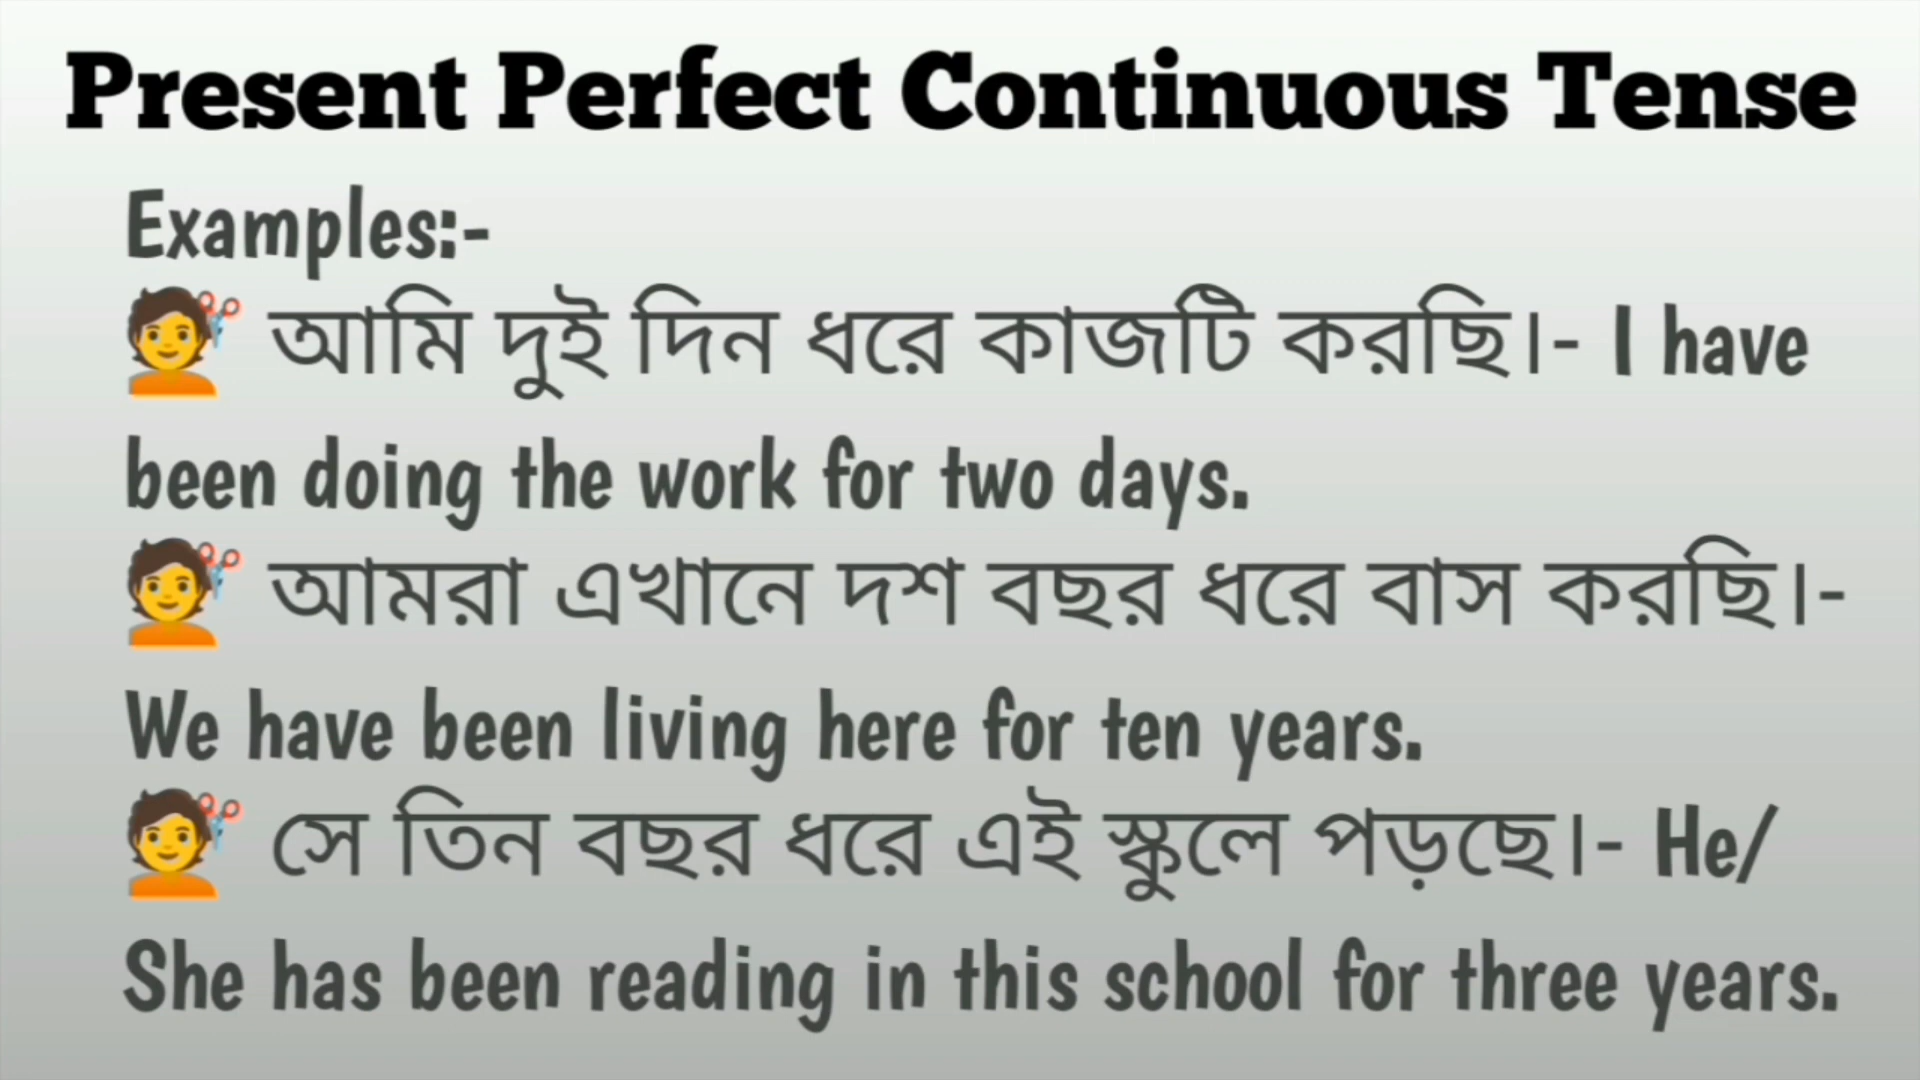 Present Perfect Continuous Tense
Examples:-
💇 আমি দুই দিন ধরে কাজটি করছি।- I have
been doing the work for two days.
💇 আমরা এখানে দশ বছর ধরে বাস করছি।-
We have been living here for ten years.
💇 সে তিন বছর ধরে এই স্কুলে পড়ছে।- He/
She has been reading in this school for three years.